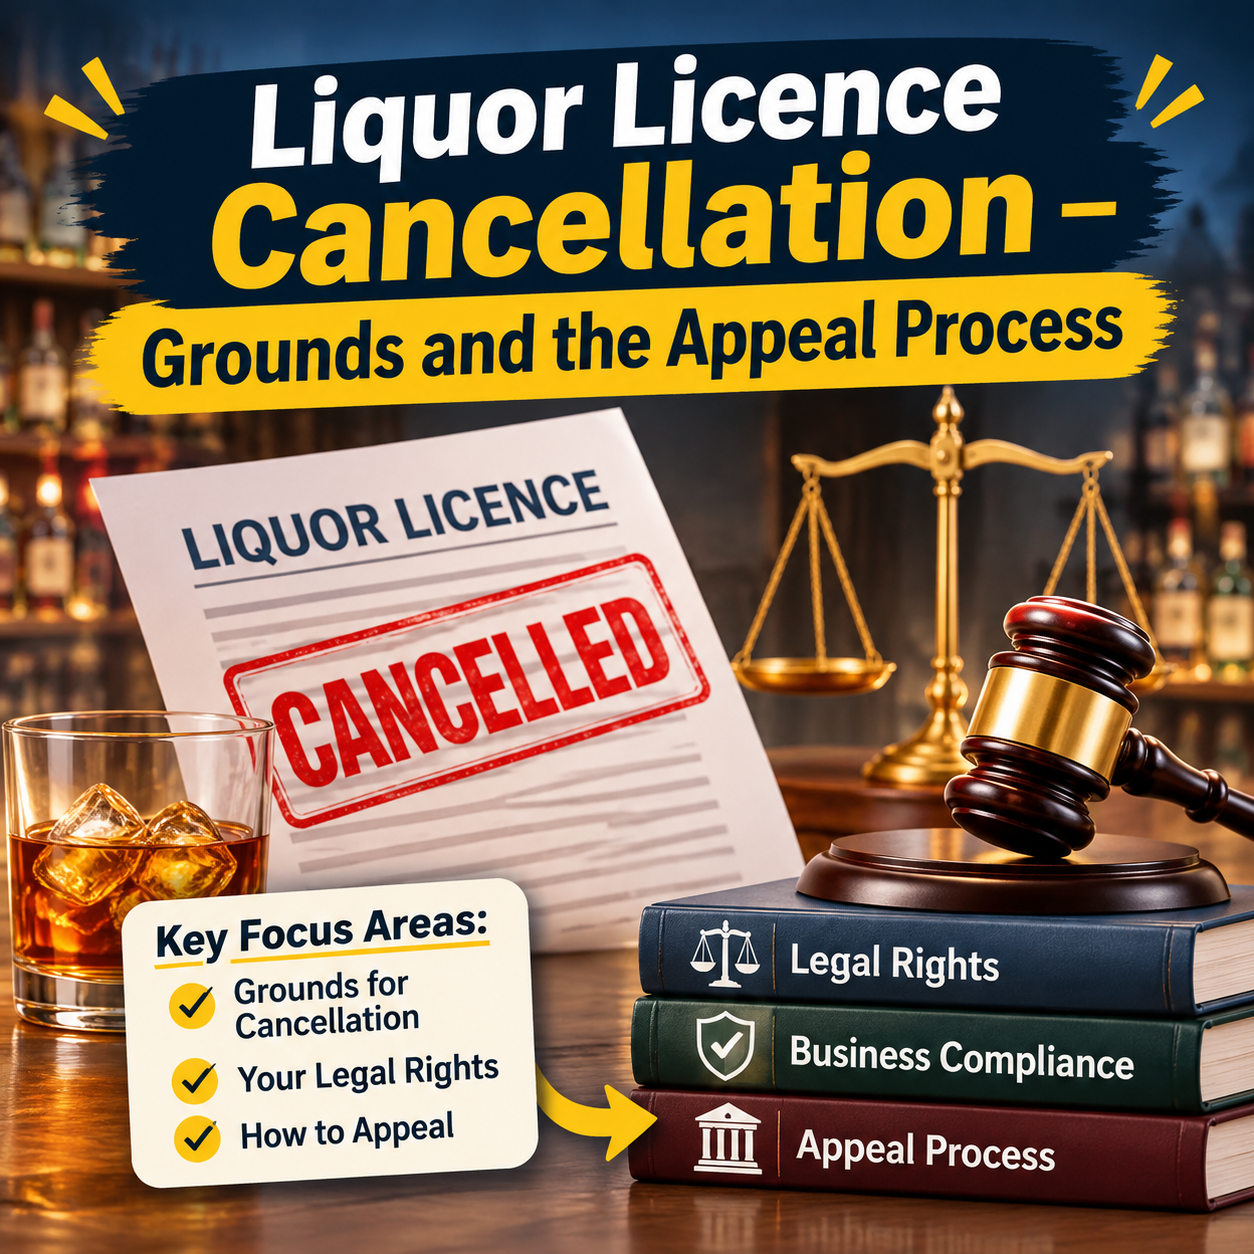 Liquor Licence
Cancellation –
Grounds and the Appeal Process
LIQUOR LICENCE
CANCELLED
Key Focus Areas:
Grounds for
Cancellation
Your Legal Rights
How to Appeal
Legal Rights
Business Compliance
Appeal Process